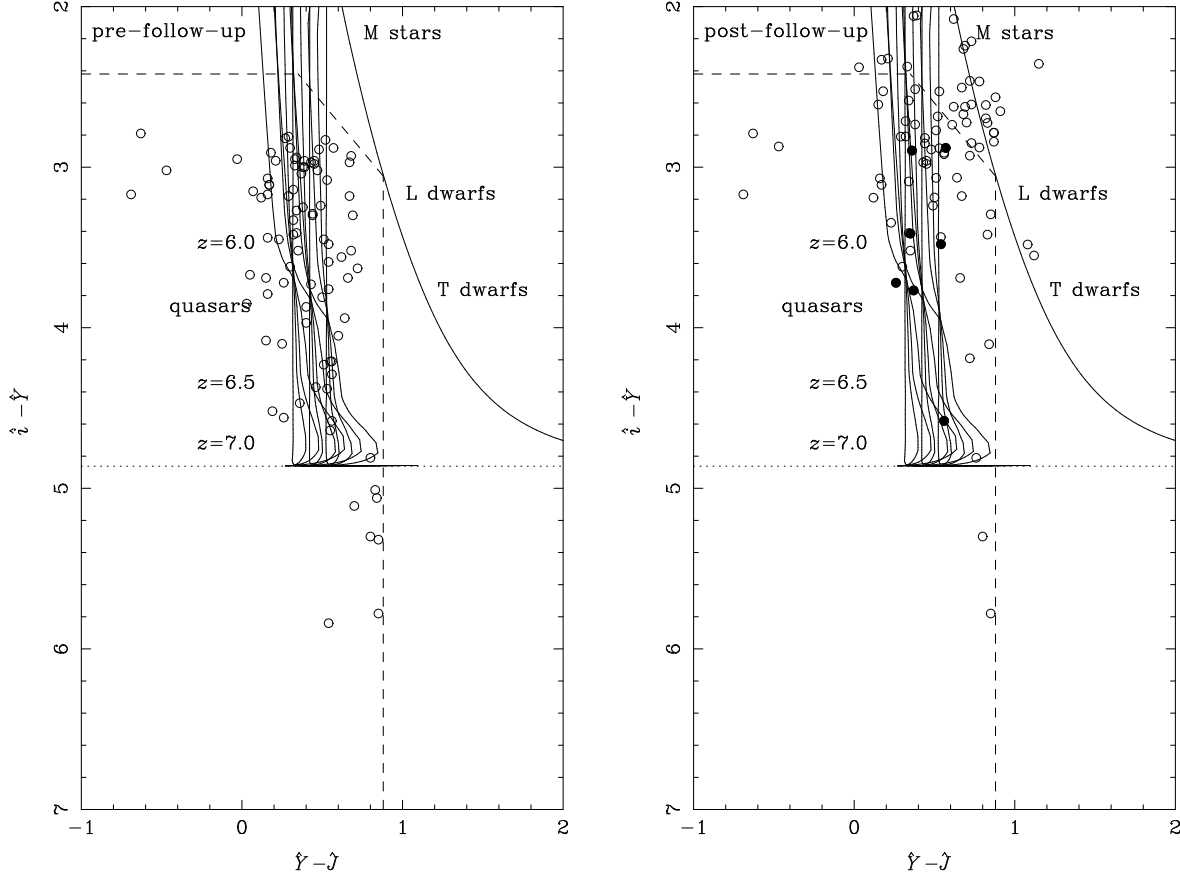 pre-follow-up
M stars
L dwarfs
z=6.0
T dwarfs
quasars
z=6.5
z=7.0
2
3
4
5
6
7
î - Ŷ
-1 0 1 2
Ŷ - Ĵ
post-follow-up
M stars
L dwarfs
z=6.0
T dwarfs
quasars
z=6.5
z=7.0
2
3
4
5
6
7
î - Ŷ
-1 0 1 2
Ŷ - Ĵ